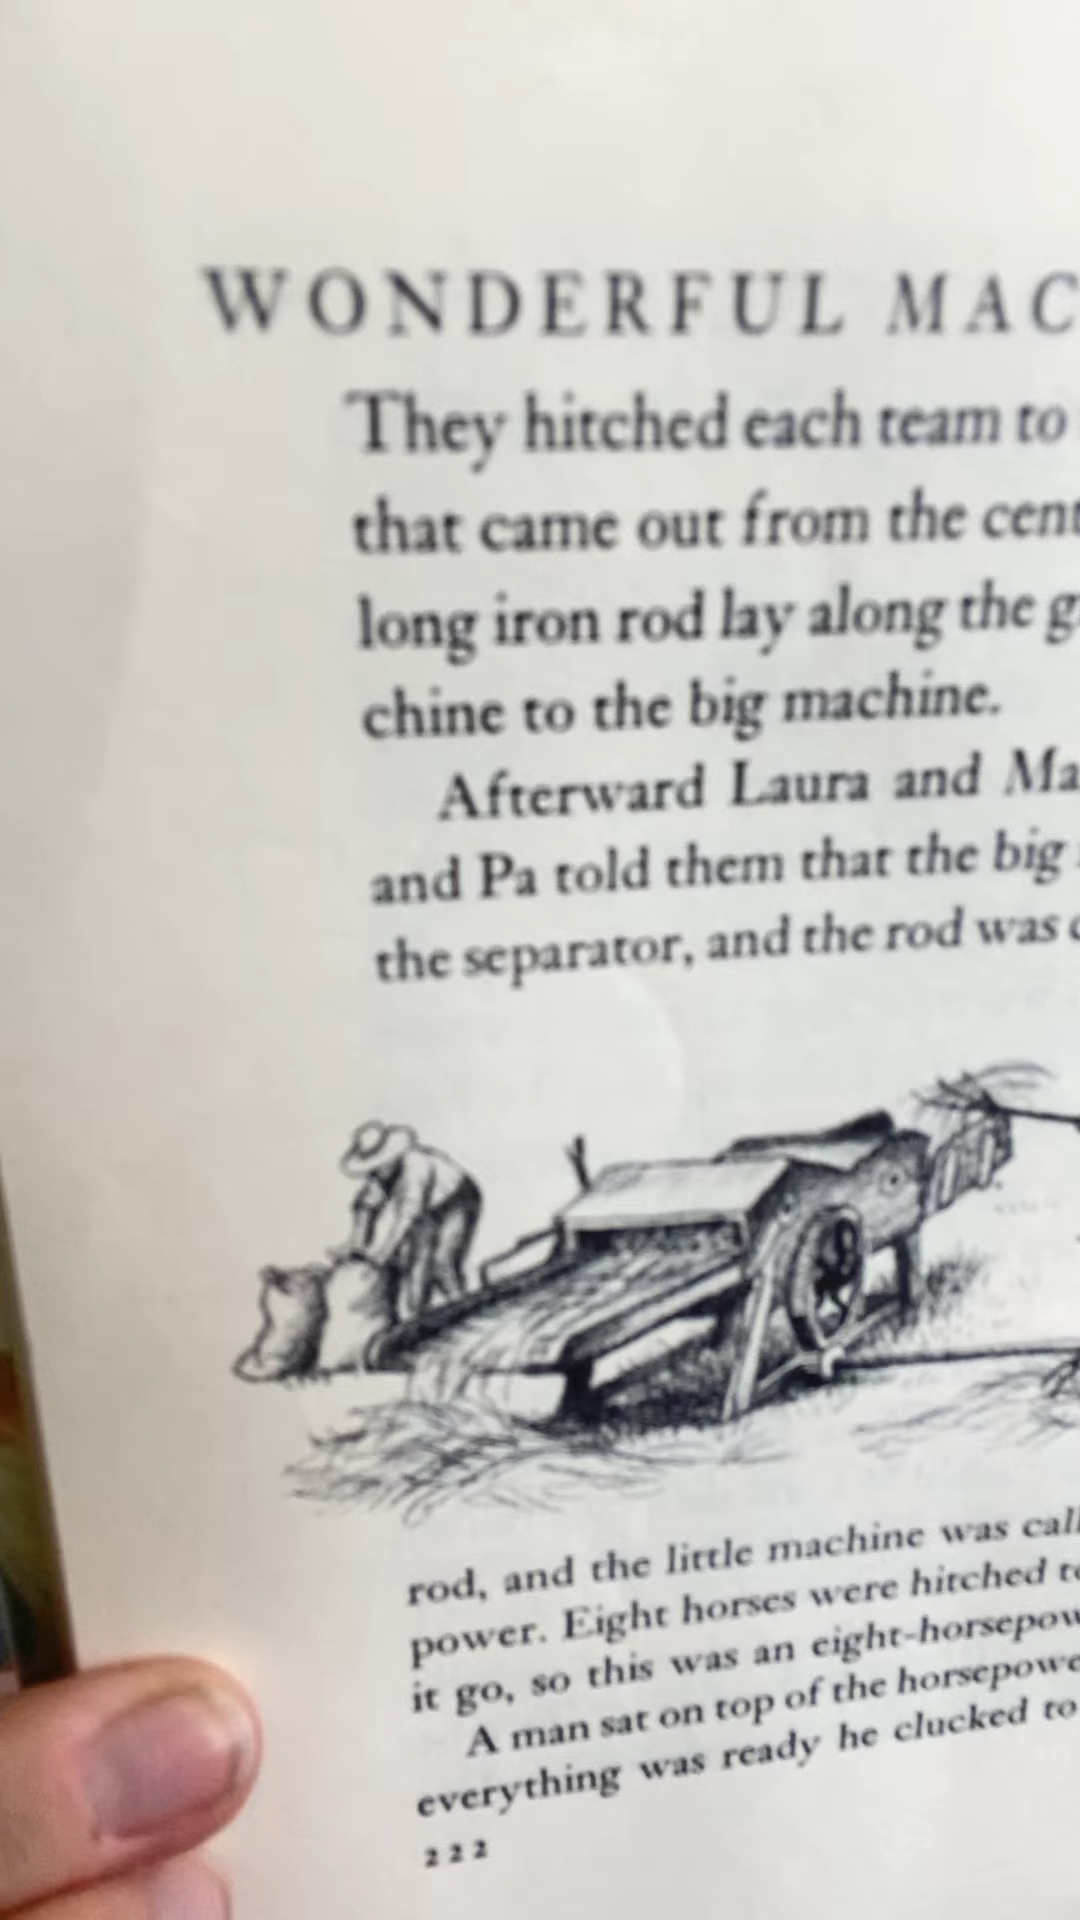 WONDERFUL MAC
They hitched each team to
that came out from the cent
long iron rod lay along the g
chine to the big machine.
Afterward Laura and Ma
and Pa told them that the big
the separator, and the rod was c
rod, and the little machine was call
power. Eight horses were hitched to
it go, so this was an eight-horsepow
A man sat on top of the horsepowe
everything was ready he clucked to
222